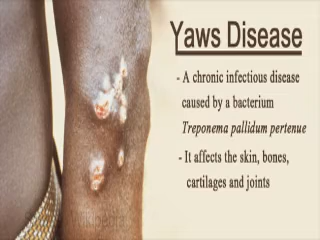 Yaws Disease
- A chronic infectious disease
caused by a bacterium
Treponema pallidum pertenue
- It affects the skin, bones,
cartilages and joints
Wikipedia